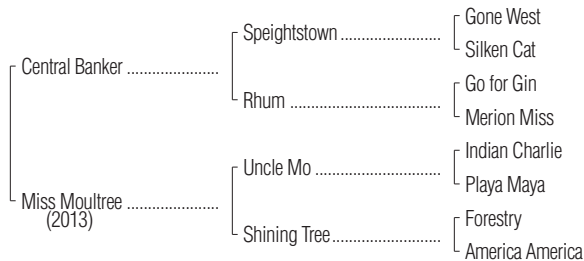 Gone West
Speightstown
Silken Cat
Central Banker
Go for Gin
Rhum
Merion Miss
Indian Charlie
Uncle Mo
Playa Maya
Miss Moultree
(2013)
Forestry
Shining Tree
America America